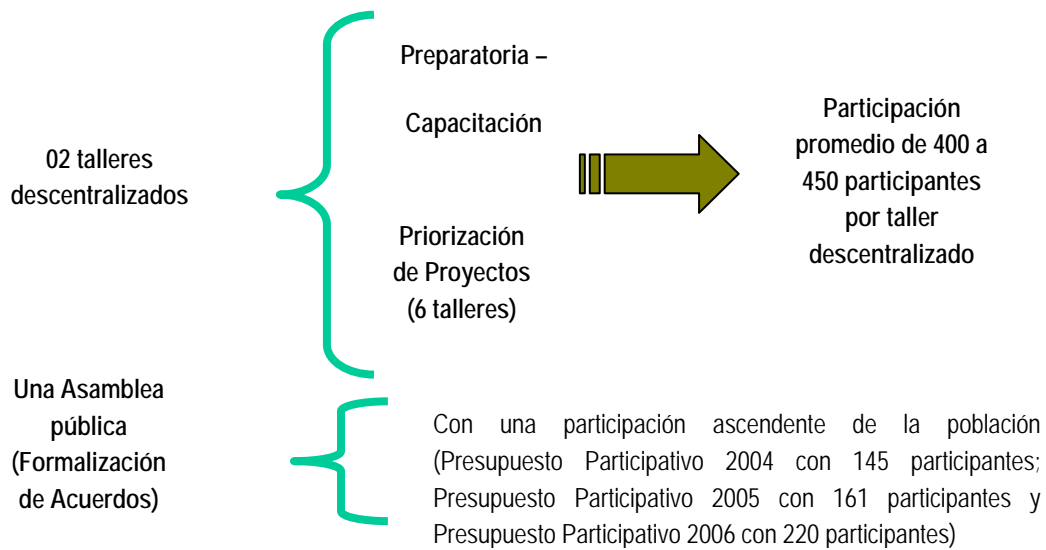 02 talleres
descentralizados
Preparatoria –
Capacitación
Priorización
de Proyectos
(6 talleres)
Participación
promedio de 400 a
450 participantes
por taller
descentralizado
Una Asamblea
pública
(Formalización
de Acuerdos)
Con una participación ascendente de la población
(Presupuesto Participativo 2004 con 145 participantes;
Presupuesto Participativo 2005 con 161 participantes y
Presupuesto Participativo 2006 con 220 participantes)